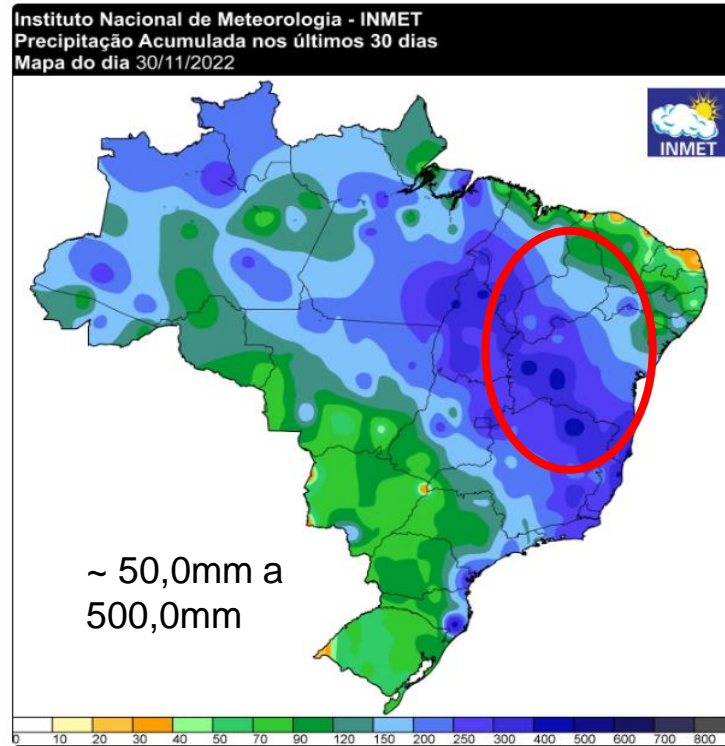 Instituto Nacional de Meteorologia - INMET
Precipitação Acumulada nos últimos 30 dias
Mapa do dia 30/11/2022
INMET
~ 50,0mm a
500,0mm
0 10 20 30 40 50 70 90 120 150 200 250 300 400 500 600 700 800